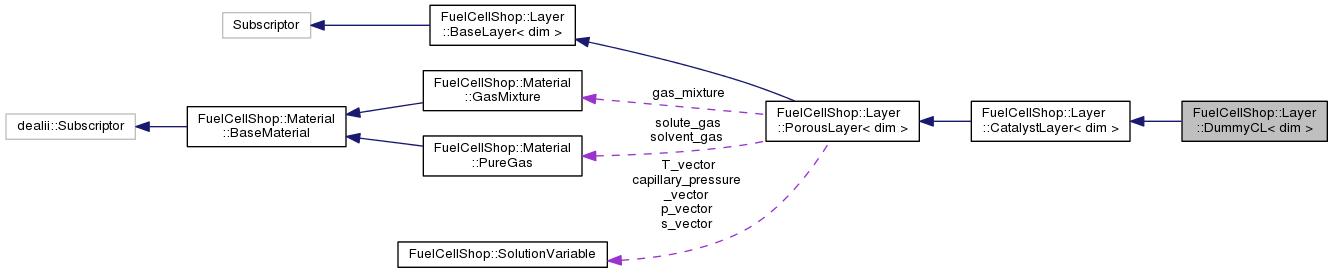 Subscriptor
FuelCellShop::Layer
::BaseLayer< dim >
FuelCellShop::Material
::GasMixture
gas_mixture
dealii::Subscriptor
FuelCellShop::Material
::BaseMaterial
FuelCellShop::Material
::PureGas
solute_gas
solvent_gas
FuelCellShop::Layer
::PorousLayer< dim >
FuelCellShop::Layer
::CatalystLayer< dim >
FuelCellShop::Layer
::DummyCL< dim >
T_vector
capillary_pressure
_vector
p_vector
s_vector
FuelCellShop::SolutionVariable